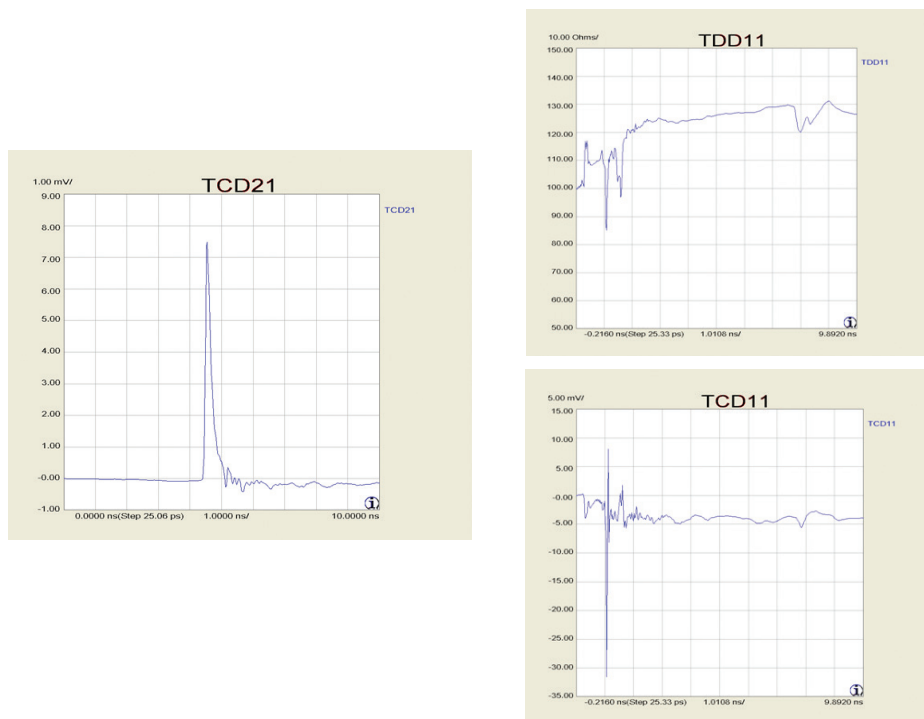 1.00 mV/
TCD21
9.00
TCD21
8.00
7.00
6.00
5.00
4.00
3.00
2.00
1.00
-0.00
-1.00
0.0000 ns(Step 25.06 ps) 1.0000 ns/ 10.0000 ns
10.00 Ohms/
TDD11
150.00
TDD11
140.00
130.00
120.00
110.00
100.00
90.00
80.00
70.00
60.00
50.00
-0.2160 ns(Step 25.33 ps) 1.0108 ns/ 9.8920 ns
5.00 mV/
TCD11
15.00
TCD11
10.00
5.00
-0.00
-5.00
-10.00
-15.00
-20.00
-25.00
-30.00
-35.00
-0.2160 ns(Step 25.33 ps) 1.0108 ns/ 9.8920 ns